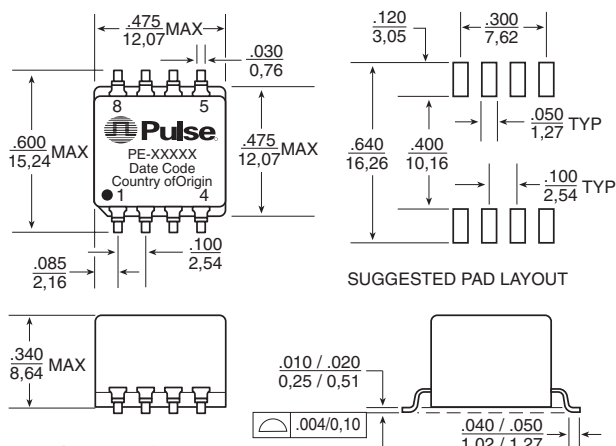 .475
12,07 MAX
.030
0,76
8 5
Pulse
PE-XXXXX
Date Code
Country ofOrigin
1 4
.600
15,24 MAX
.475
12,07 MAX
.085
2,16
.100
2,54
.120
3,05
.300
7,62
.050
1,27 TYP
.640
16,26
.400
10,16
.100
2,54 TYP
SUGGESTED PAD LAYOUT
.340
8,64 MAX
.010 / .020
0,25 / 0,51
.004/0,10
.040 / .050
1,02 / 1,27